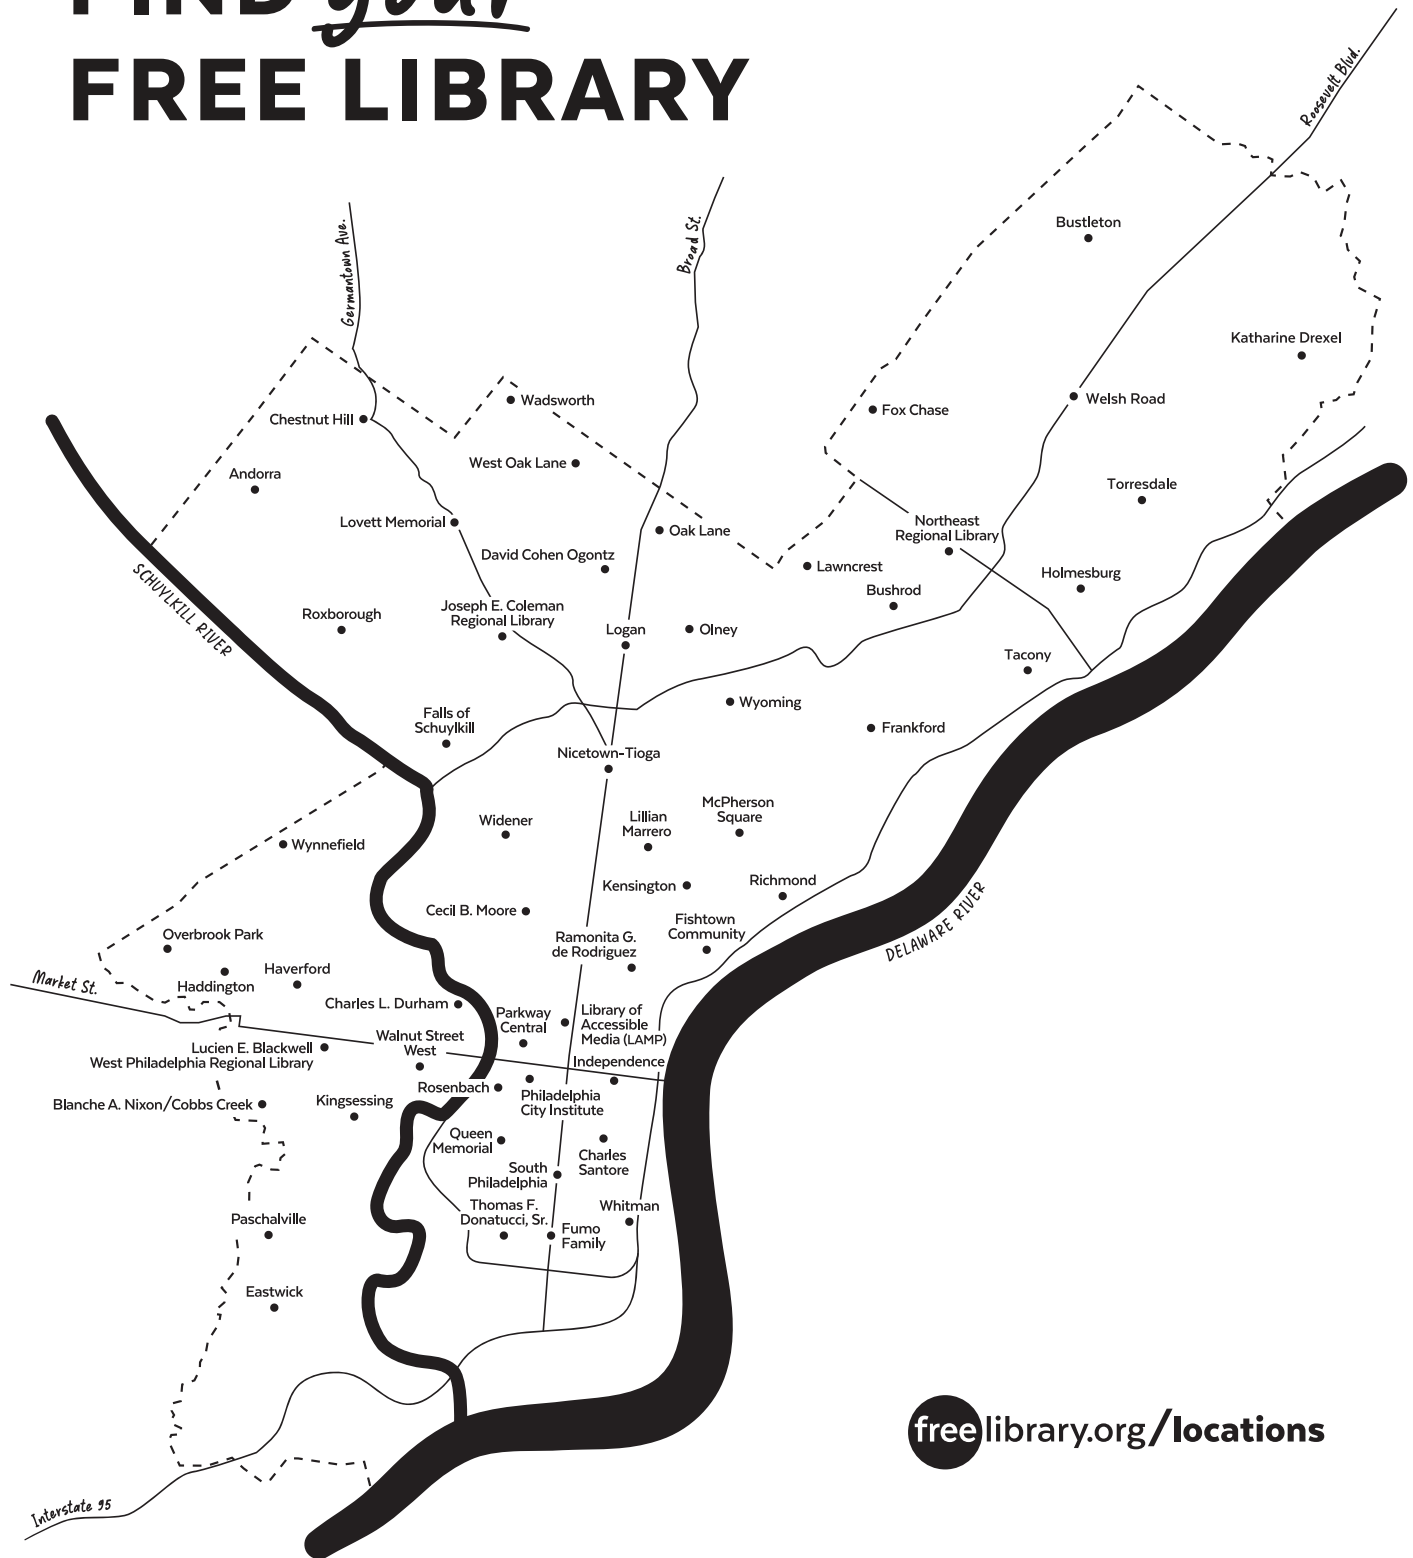 FIND your
FREE LIBRARY
Roosevelt Blvd.
Germantown Ave.
Broad St.
Bustleton
Katharine Drexel
Wadsworth
Welsh Road
Fox Chase
Chestnut Hill
West Oak Lane
Andorra
Torresdale
Lovett Memorial
Oak Lane
Northeast
Regional Library
David Cohen Ogontz
Lawncrest
Holmesburg
Bushrod
SCHUYLKILL RIVER
Roxborough
Joseph E. Coleman
Regional Library
Logan
Olney
Tacony
Wyoming
Falls of
Schuylkill
Frankford
Nicetown-Tioga
McPherson
Square
Lillian
Marrero
Widener
Wynnefield
Kensington
Richmond
Cecil B. Moore
Fishtown
Community
DELAWARE RIVER
Ramonita G.
de Rodriguez
Overbrook Park
Haverford
Haddington
Market St.
Charles L. Durham
Parkway
Central
Library of
Accessible
Media (LAMP)
Walnut Street
West
Lucien E. Blackwell
West Philadelphia Regional Library
Independence
Rosenbach
Philadelphia
City Institute
Blanche A. Nixon/Cobbs Creek
Kingsessing
Queen
Memorial
Charles
Santore
South
Philadelphia
Thomas F.
Donatucci, Sr.
Whitman
Fumo
Family
Paschalville
Eastwick
freelibrary.org/locations
Interstate 95